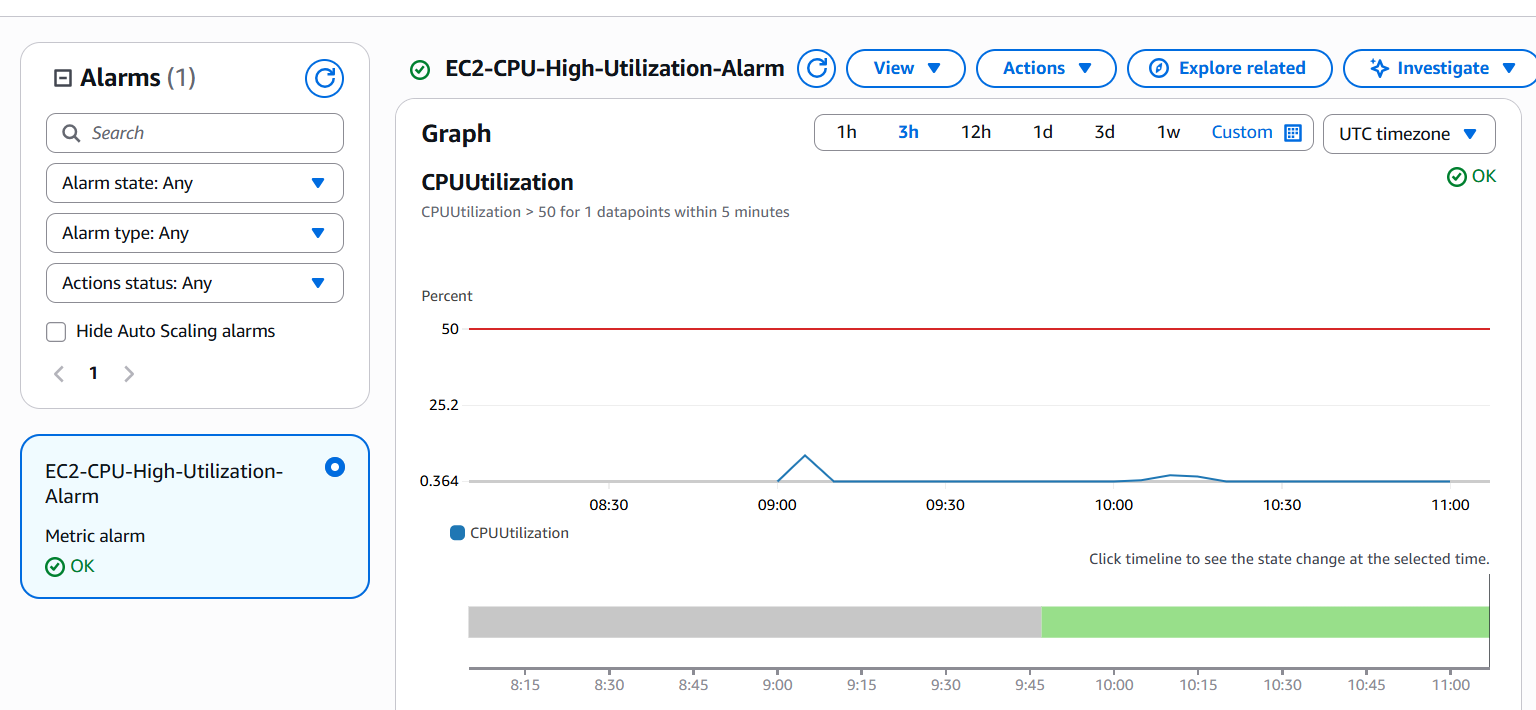 Alarms (1)
Search
Alarm state: Any
Alarm type: Any
Actions status: Any
Hide Auto Scaling alarms
1
EC2-CPU-High-Utilization-
Alarm
Metric alarm
OK
EC2-CPU-High-Utilization-Alarm
View
Actions
Explore related
Investigate
Graph
1h 3h 12h 1d 3d 1w Custom
UTC timezone
CPUUtilization
OK
CPUUtilization > 50 for 1 datapoints within 5 minutes
Percent
50
25.2
0.364
08:30 09:00 09:30 10:00 10:30 11:00
CPUUtilization
Click timeline to see the state change at the selected time.
8:15 8:30 8:45 9:00 9:15 9:30 9:45 10:00 10:15 10:30 10:45 11:00